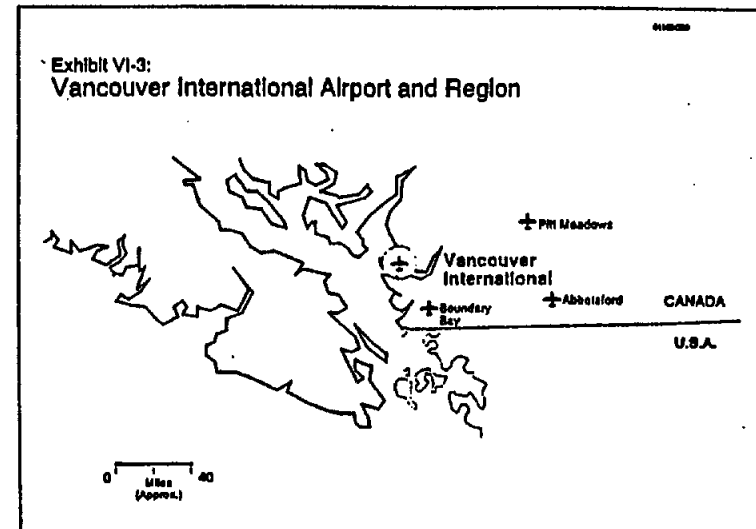 Exhibit VI-3:
Vancouver International Airport and Region
Pitt Meadows
Vancouver
International
Abbotsford
CANADA
Boundary
Bay
U.S.A.
0 40
Miles
(Approx.)